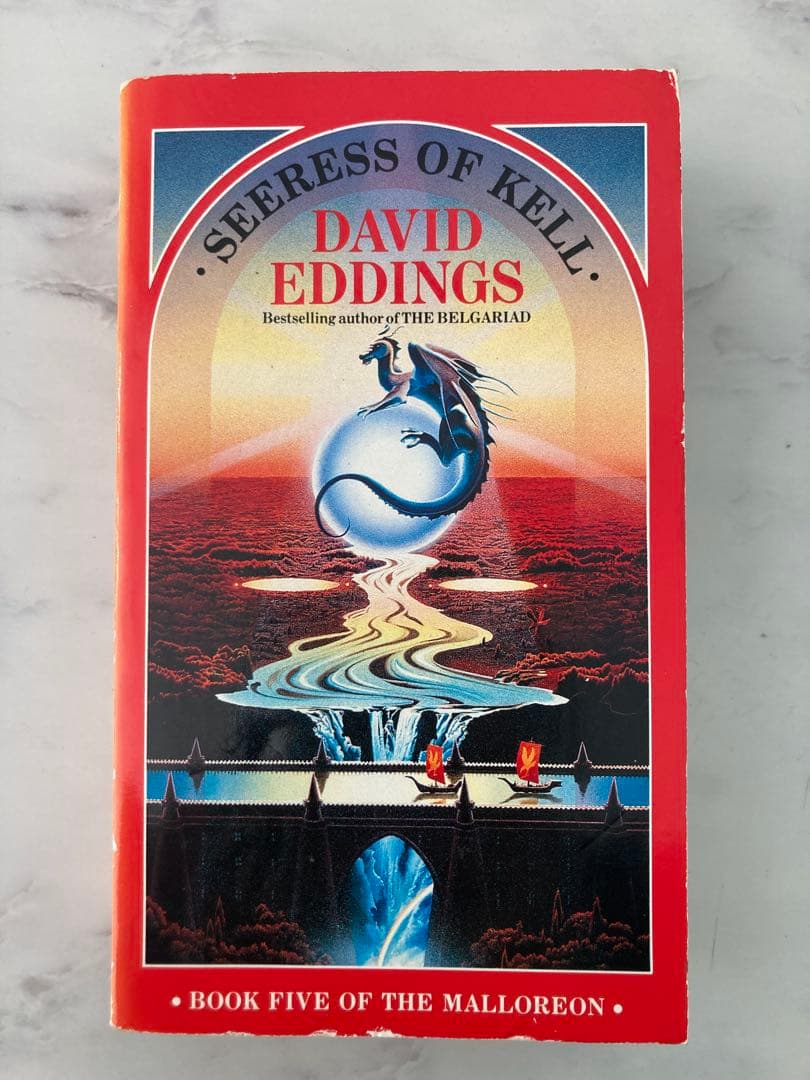 • SEERESS OF KELL •
DAVID
EDDINGS
Bestselling author of THE BELGARIAD
• BOOK FIVE OF THE MALLOREON •